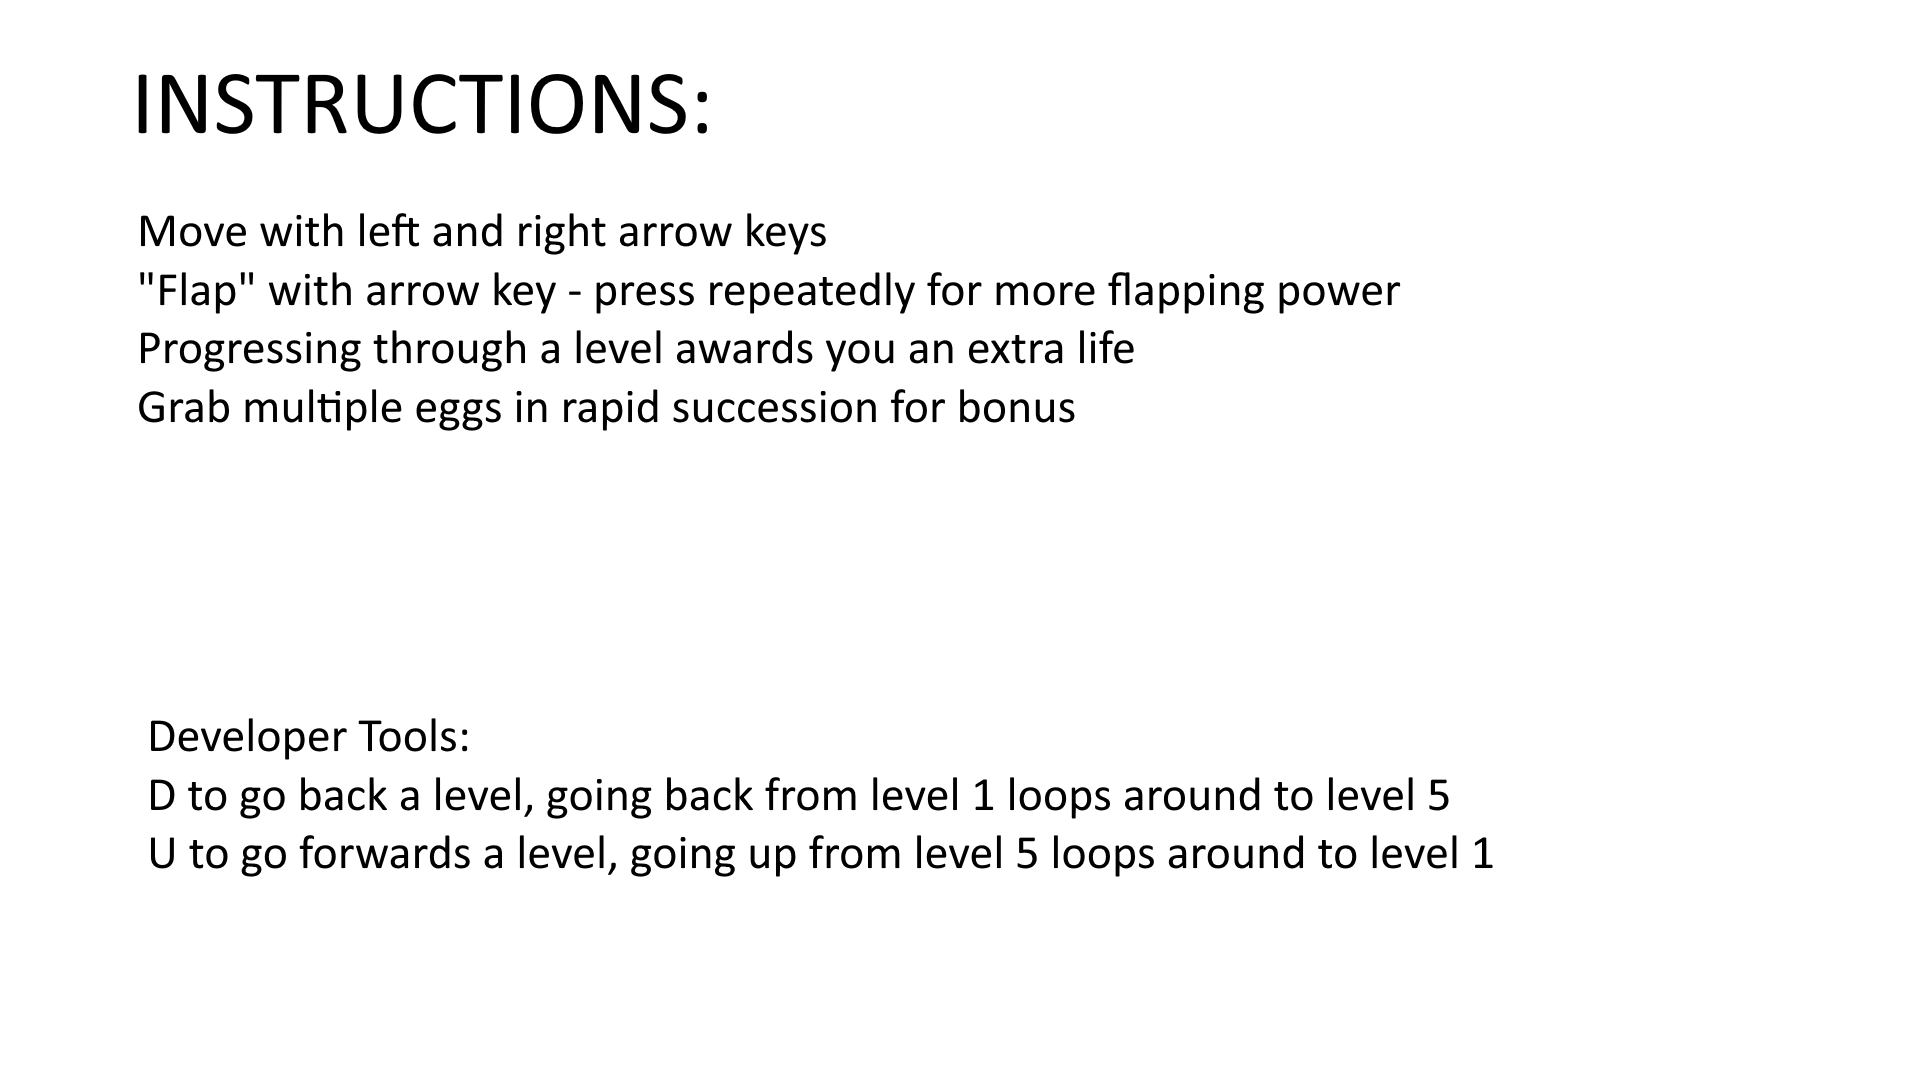 INSTRUCTIONS:
Move with left and right arrow keys
"Flap" with arrow key - press repeatedly for more flapping power
Progressing through a level awards you an extra life
Grab multiple eggs in rapid succession for bonus
Developer Tools:
D to go back a level, going back from level 1 loops around to level 5
U to go forwards a level, going up from level 5 loops around to level 1